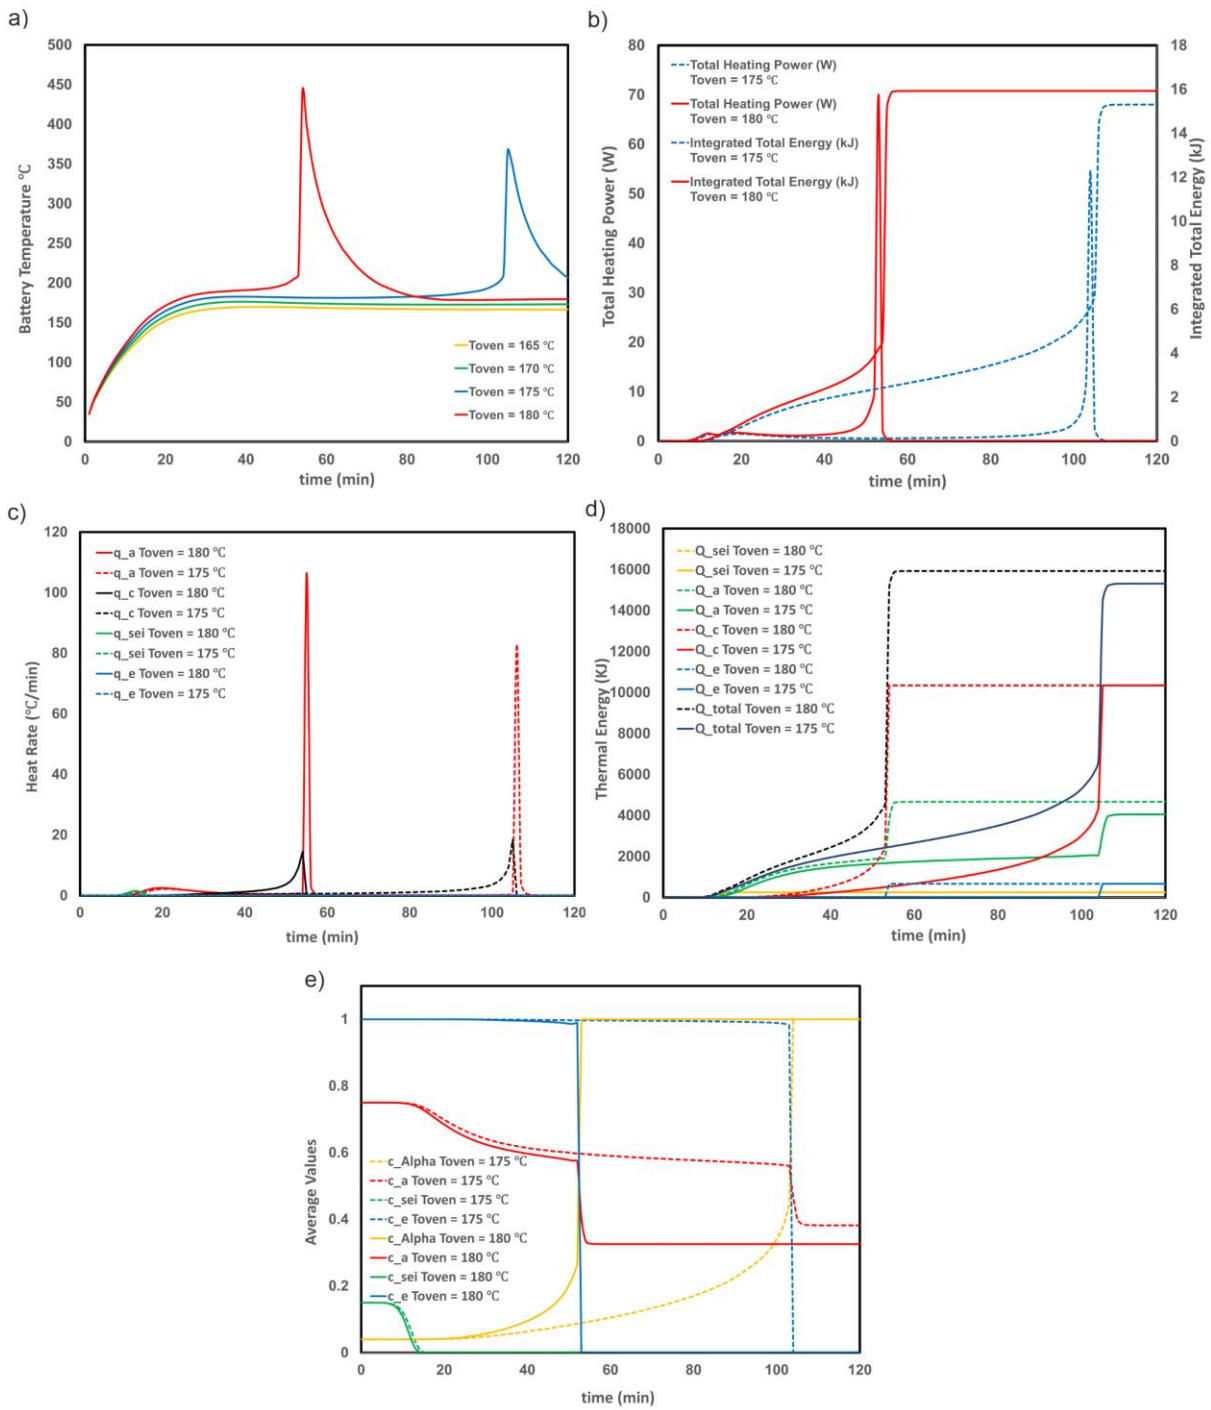 a)
500
450
400
350
300
250
200
150
100
50
0
Battery Temperature ℃
Toven = 165 ℃
Toven = 170 ℃
Toven = 175 ℃
Toven = 180 ℃
0 20 40 60 80 100 120
time (min)
b)
80
70
60
50
40
30
20
10
0
Total Heating Power (W)
Total Heating Power (W)
Toven = 175 ℃
Total Heating Power (W)
Toven = 180 ℃
Integrated Total Energy (kJ)
Toven = 175 ℃
Integrated Total Energy (kJ)
Toven = 180 ℃
18
16
14
12
10
8
6
4
2
0
Integrated Total Energy (kJ)
0 20 40 60 80 100 120
time (min)
c)
120
100
80
60
40
20
0
Heat Rate (℃/min)
q_a Toven = 180 ℃
q_a Toven = 175 ℃
q_c Toven = 180 ℃
q_c Toven = 175 ℃
q_sei Toven = 180 ℃
q_sei Toven = 175 ℃
q_e Toven = 180 ℃
q_e Toven = 175 ℃
0 20 40 60 80 100 120
time (min)
d)
18000
16000
14000
12000
10000
8000
6000
4000
2000
0
Thermal Energy (KJ)
Q_sei Toven = 180 ℃
Q_sei Toven = 175 ℃
Q_a Toven = 180 ℃
Q_a Toven = 175 ℃
Q_c Toven = 180 ℃
Q_c Toven = 175 ℃
Q_e Toven = 180 ℃
Q_e Toven = 175 ℃
Q_total Toven = 180 ℃
Q_total Toven = 175 ℃
0 20 40 60 80 100 120
time (min)
e)
1
0.8
0.6
0.4
0.2
0
Average Values
c_Alpha Toven = 175 ℃
c_a Toven = 175 ℃
c_sei Toven = 175 ℃
c_e Toven = 175 ℃
c_Alpha Toven = 180 ℃
c_a Toven = 180 ℃
c_sei Toven = 180 ℃
c_e Toven = 180 ℃
0 20 40 60 80 100 120
time (min)